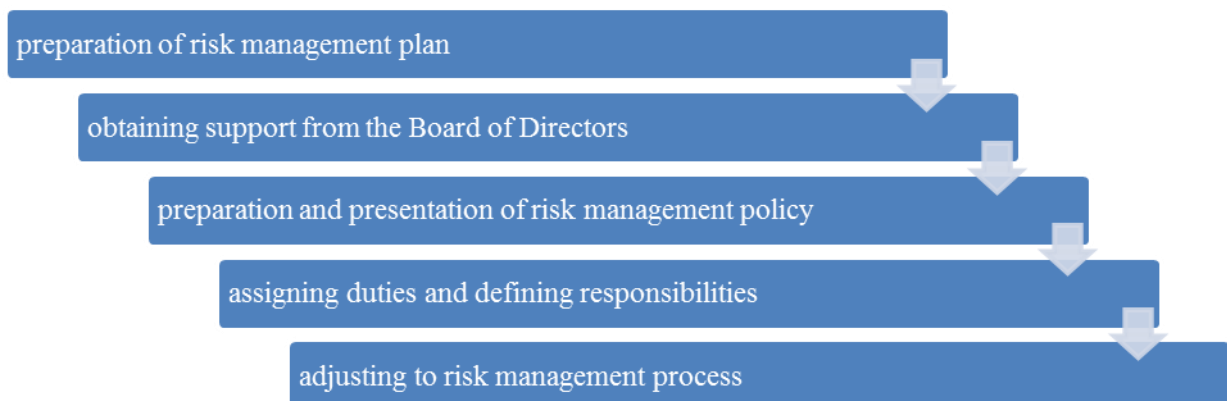 preparation of risk management plan
obtaining support from the Board of Directors
preparation and presentation of risk management policy
assigning duties and defining responsibilities
adjusting to risk management process